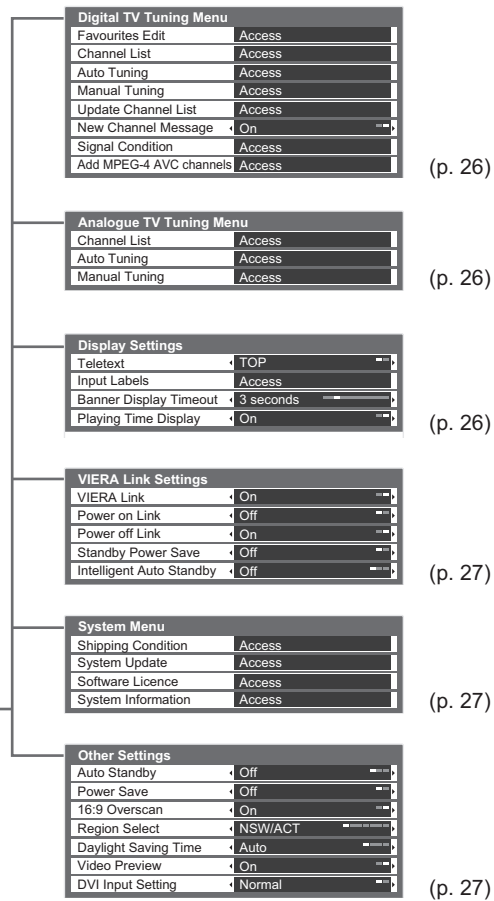 Digital TV Tuning Menu
Favourites Edit Access
Channel List Access
Auto Tuning Access
Manual Tuning Access
Update Channel List Access
New Channel Message On
Signal Condition Access
Add MPEG-4 AVC channels Access
(p. 26)
Analogue TV Tuning Menu
Channel List Access
Auto Tuning Access
Manual Tuning Access
(p. 26)
Display Settings
Teletext TOP
Input Labels Access
Banner Display Timeout 3 seconds
Playing Time Display On
(p. 26)
VIERA Link Settings
VIERA Link On
Power on Link Off
Power off Link On
Standby Power Save Off
Intelligent Auto Standby Off
(p. 27)
System Menu
Shipping Condition Access
System Update Access
Software Licence Access
System Information Access
(p. 27)
Other Settings
Auto Standby Off
Power Save Off
16:9 Overscan On
Region Select NSW/ACT
Daylight Saving Time Auto
Video Preview On
DVI Input Setting Normal
(p. 27)